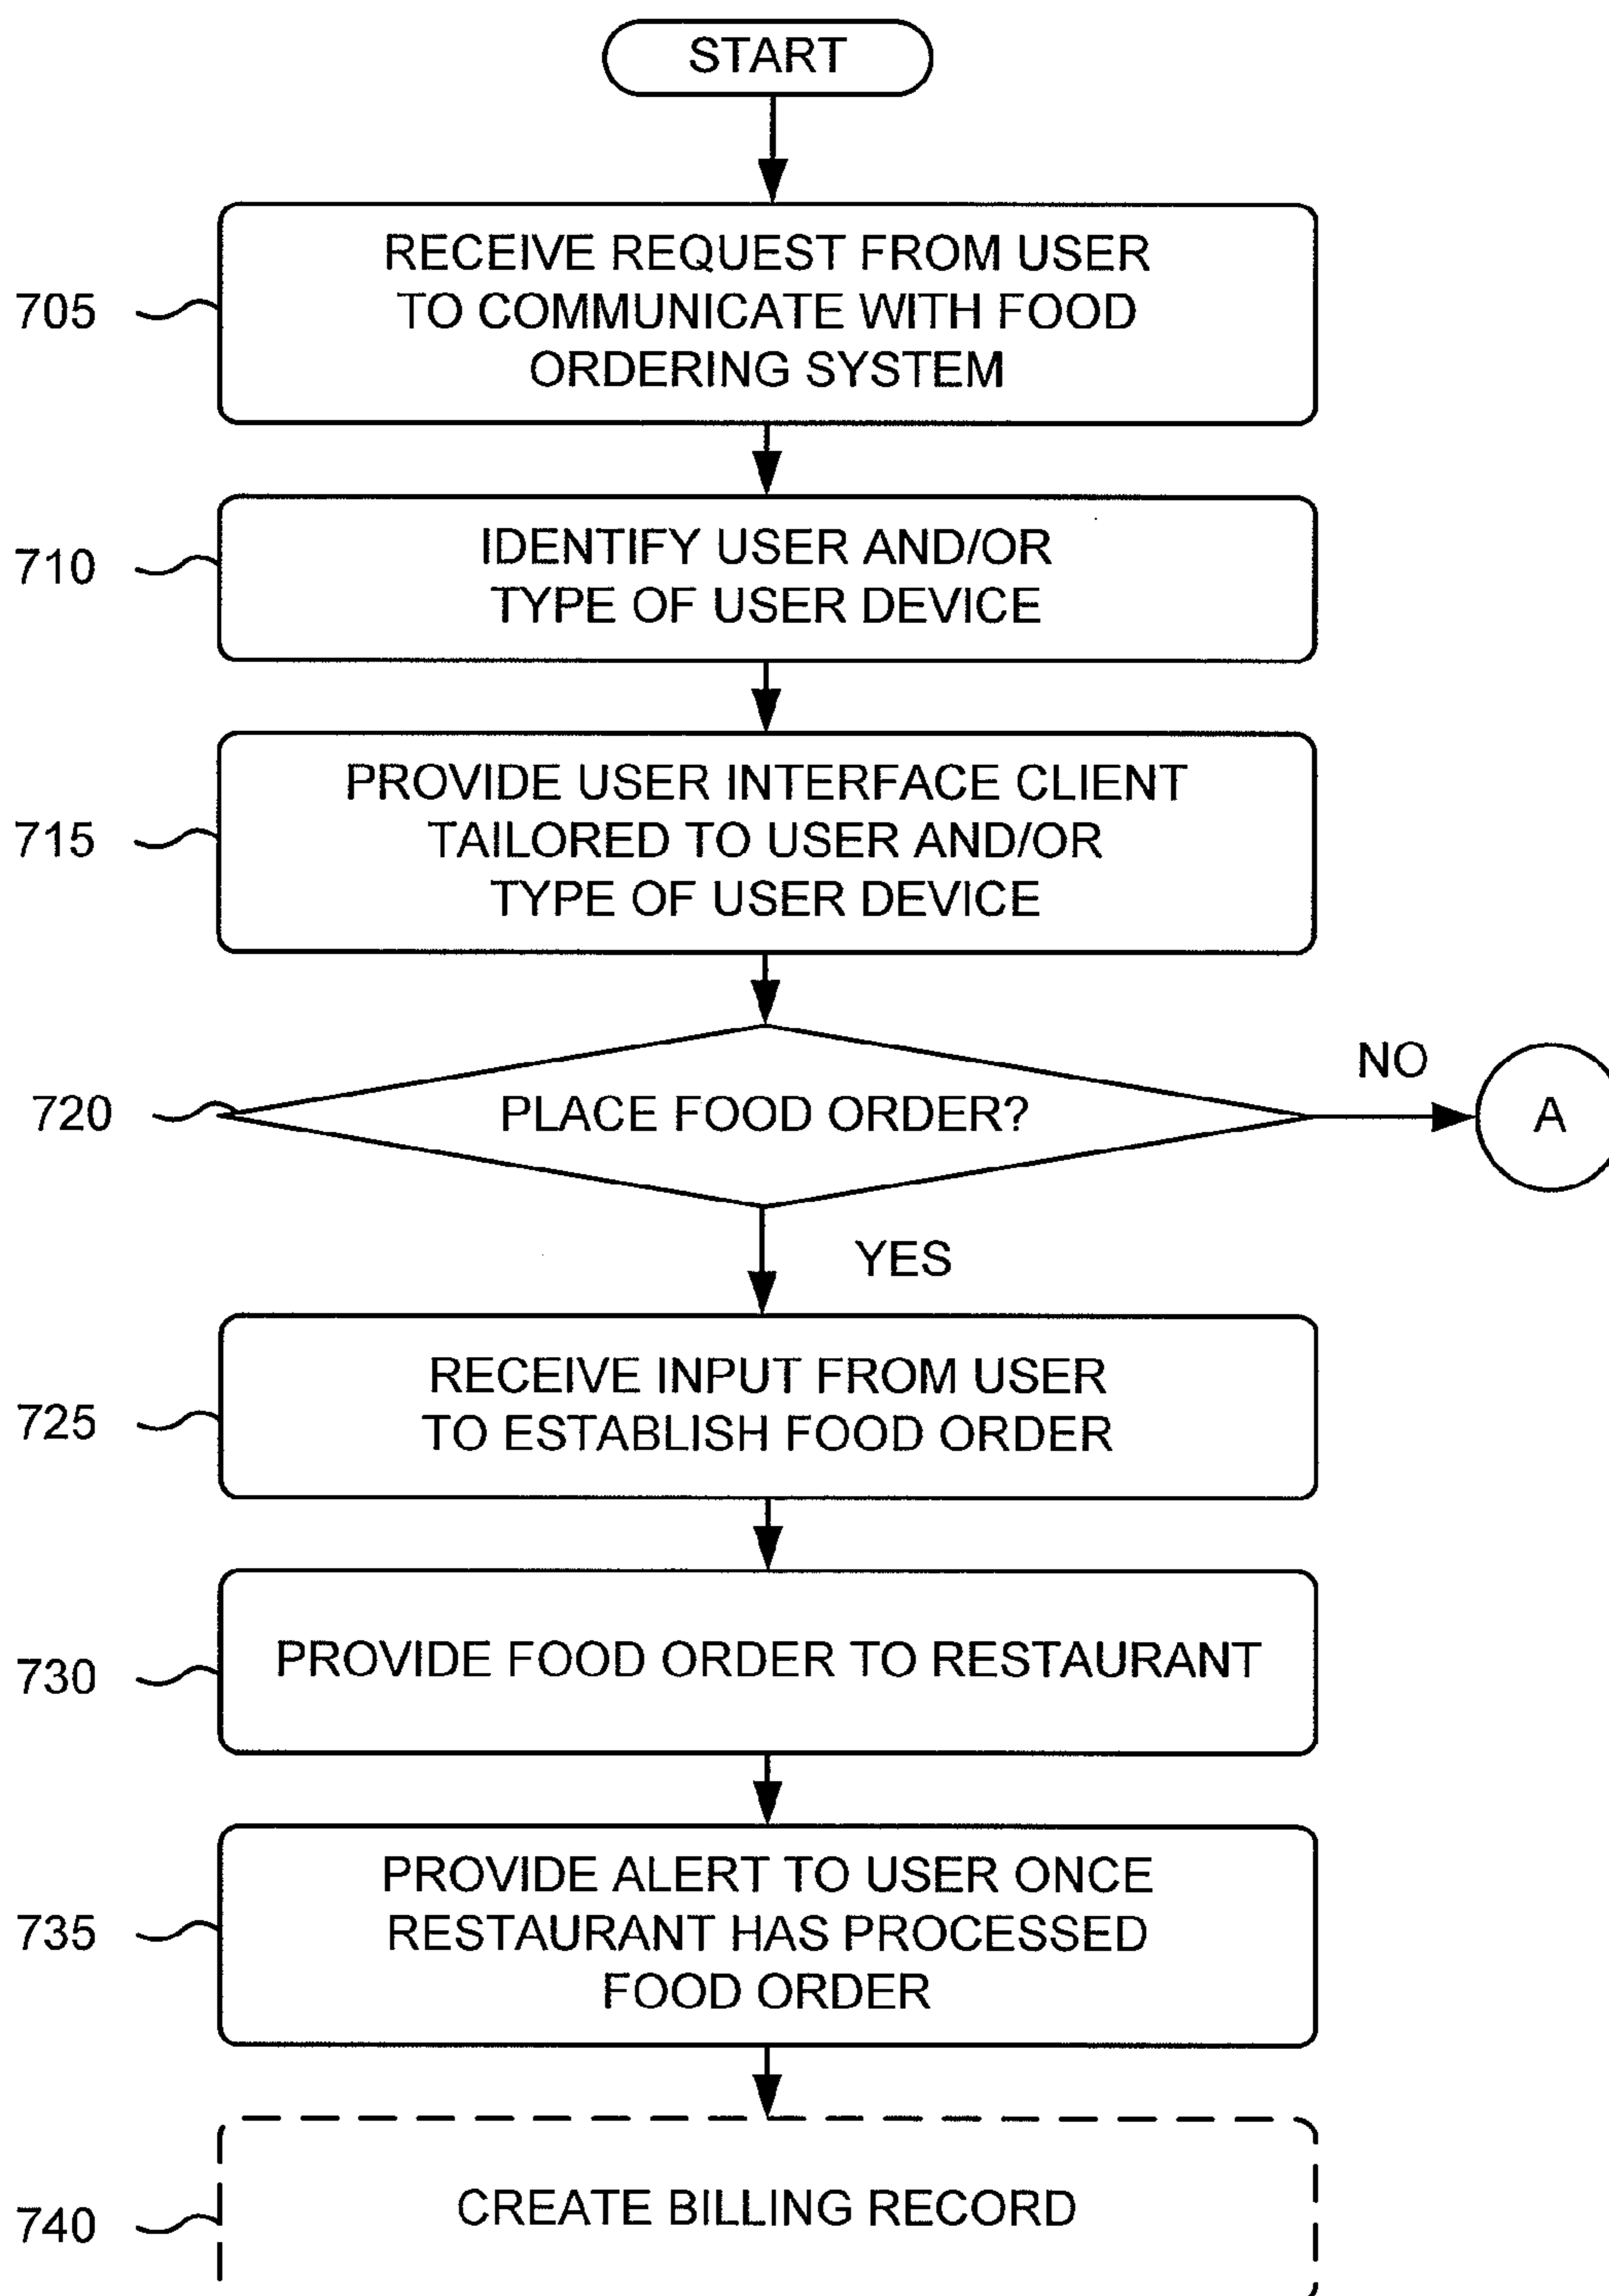 START
705
RECEIVE REQUEST FROM USER
TO COMMUNICATE WITH FOOD
ORDERING SYSTEM
710
IDENTIFY USER AND/OR
TYPE OF USER DEVICE
715
PROVIDE USER INTERFACE CLIENT
TAILORED TO USER AND/OR
TYPE OF USER DEVICE
720
PLACE FOOD ORDER?
NO
A
YES
725
RECEIVE INPUT FROM USER
TO ESTABLISH FOOD ORDER
730
PROVIDE FOOD ORDER TO RESTAURANT
735
PROVIDE ALERT TO USER ONCE
RESTAURANT HAS PROCESSED
FOOD ORDER
740
CREATE BILLING RECORD